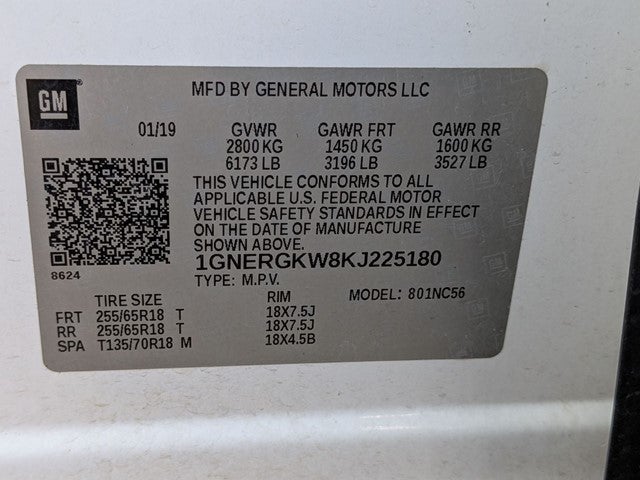 GM
MFD BY GENERAL MOTORS LLC
01/19 GVWR GAWR FRT GAWR RR
2800 KG 1450 KG 1600 KG
6173 LB 3196 LB 3527 LB
THIS VEHICLE CONFORMS TO ALL
APPLICABLE U.S. FEDERAL MOTOR
VEHICLE SAFETY STANDARDS IN EFFECT
ON THE DATE OF MANUFACTURE
SHOWN ABOVE.
8624
1GNERGKW8KJ225180
TYPE: M.P.V.
MODEL: 801NC56
TIRE SIZE RIM
FRT 255/65R18 T 18X7.5J
RR 255/65R18 T 18X7.5J
SPA T135/70R18 M 18X4.5B